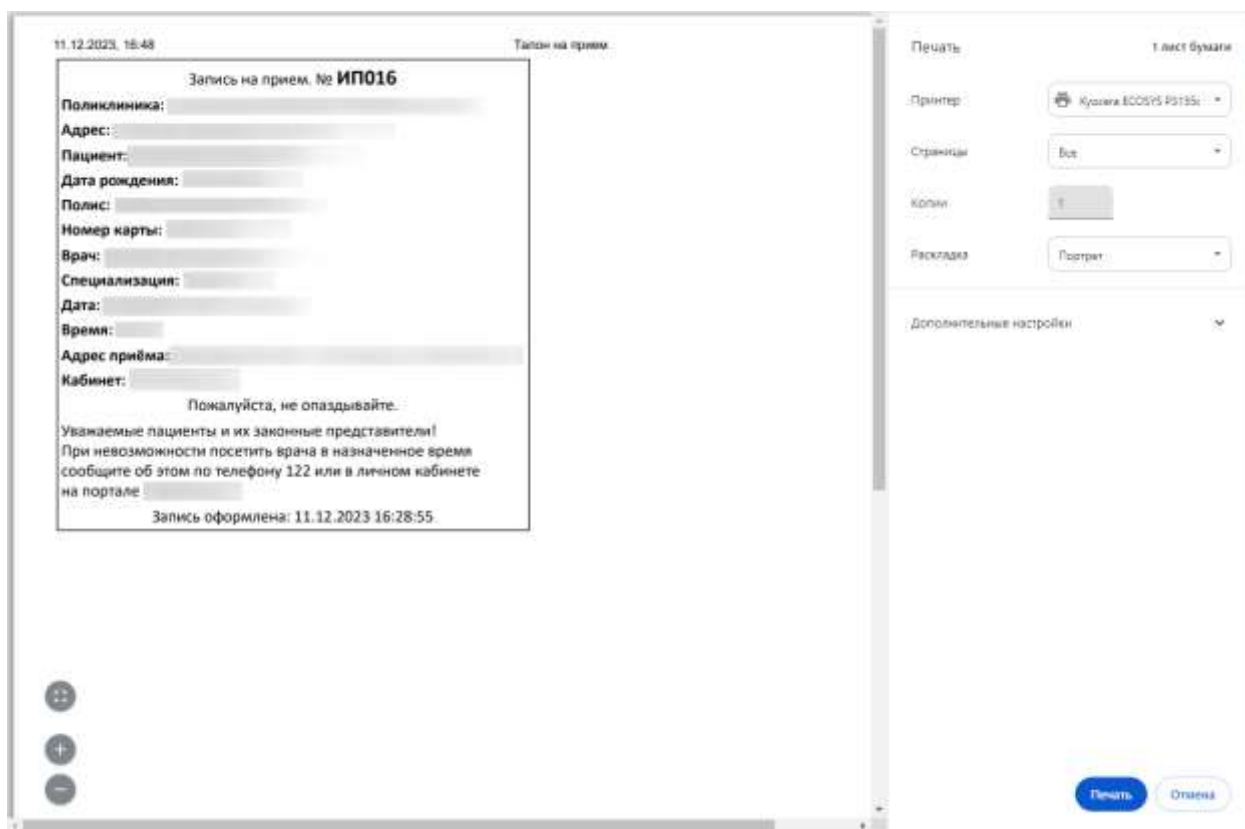 11.12.2023, 16:48
Талон на прием
Запись на прием. № ИП016
Поликлиника:
Адрес:
Пациент:
Дата рождения:
Полис:
Номер карты:
Врач:
Специализация:
Дата:
Время:
Адрес приёма:
Кабинет:
Пожалуйста, не опаздывайте.
Уважаемые пациенты и их законные представители!
При невозможности посетить врача в назначенное время
сообщите об этом по телефону 122 или в личном кабинете
на портале
Запись оформлена: 11.12.2023 16:28:55
Печать
1 лист бумаги
Принтер
Kyocera ECOSYS
Страницы
Все
Копии
1
Раскладка
Портрет
Дополнительные настройки
Печать
Отмена